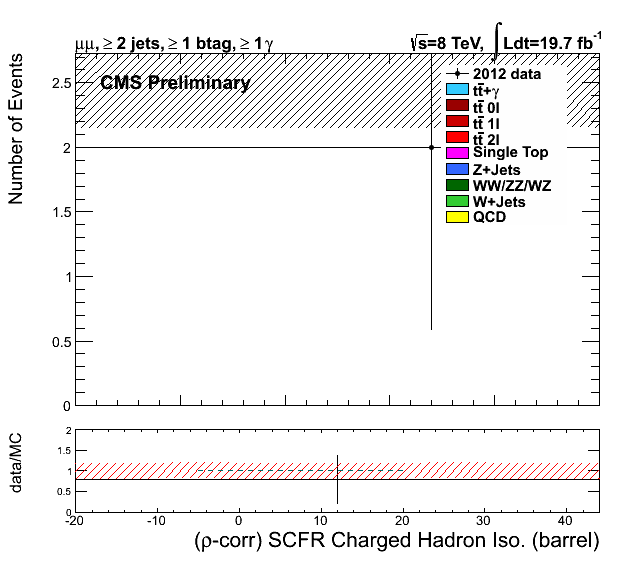 μμ, ≥ 2 jets, ≥ 1 btag, ≥ 1 γ
√s=8 TeV, ∫Ldt=19.7 fb⁻¹
CMS Preliminary
Number of Events
2.5
2
1.5
1
0.5
0
2012 data
tt̄+γ
tt̄ 0l
tt̄ 1l
tt̄ 2l
Single Top
Z+Jets
WW/ZZ/WZ
W+Jets
QCD
data/MC
2
1.5
1
0.5
0
-20 -10 0 10 20 30 40
(ρ-corr) SCFR Charged Hadron Iso. (barrel)